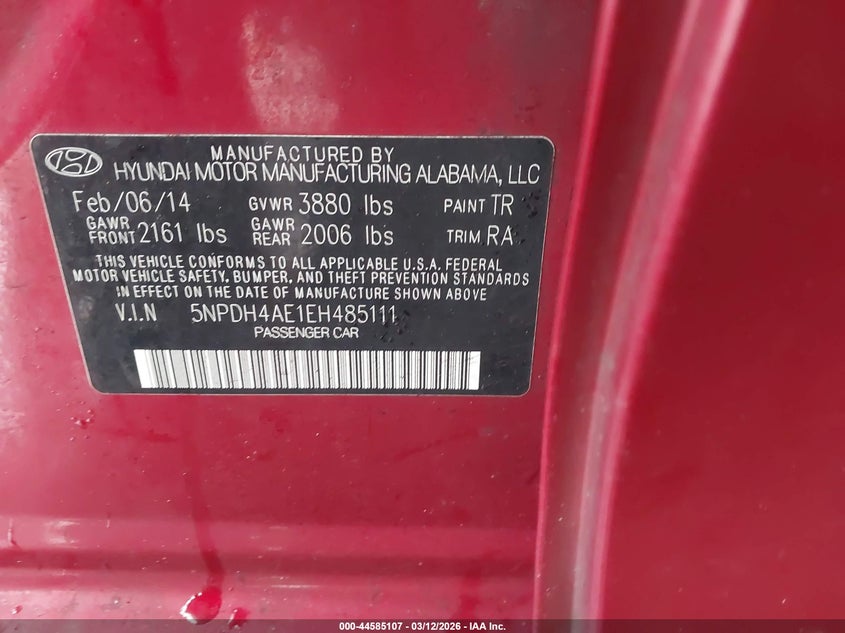 MANUFACTURED BY
HYUNDAI MOTOR MANUFACTURING ALABAMA, LLC
Feb/06/14 GVWR 3880 lbs PAINT TR
GAWR FRONT 2161 lbs GAWR REAR 2006 lbs TRIM RA
THIS VEHICLE CONFORMS TO ALL APPLICABLE U.S.A. FEDERAL
MOTOR VEHICLE SAFETY, BUMPER, AND THEFT PREVENTION STANDARDS
IN EFFECT ON THE DATE OF MANUFACTURE SHOWN ABOVE
V.I.N 5NPDH4AE1EH485111
PASSENGER CAR
000-44585107 - 03/12/2026 - IAA Inc.